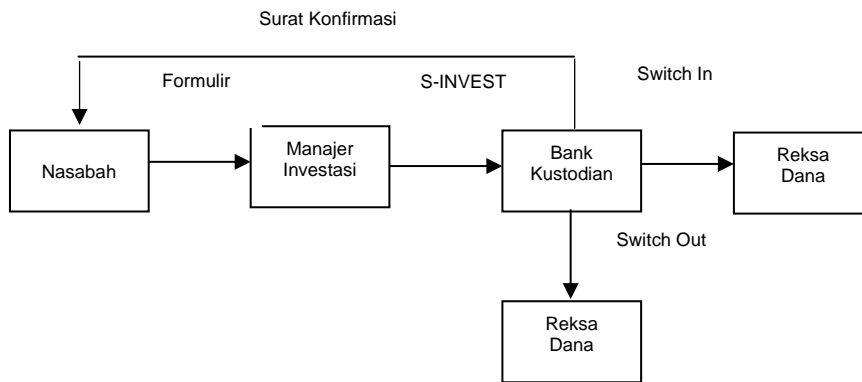 Surat Konfirmasi
Formulir
S-INVEST
Switch In
Nasabah
Manajer
Investasi
Bank
Kustodian
Reksa
Dana
Switch Out
Reksa
Dana